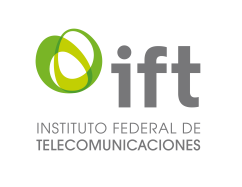 ift
INSTITUTO FEDERAL DE
TELECOMUNICACIONES